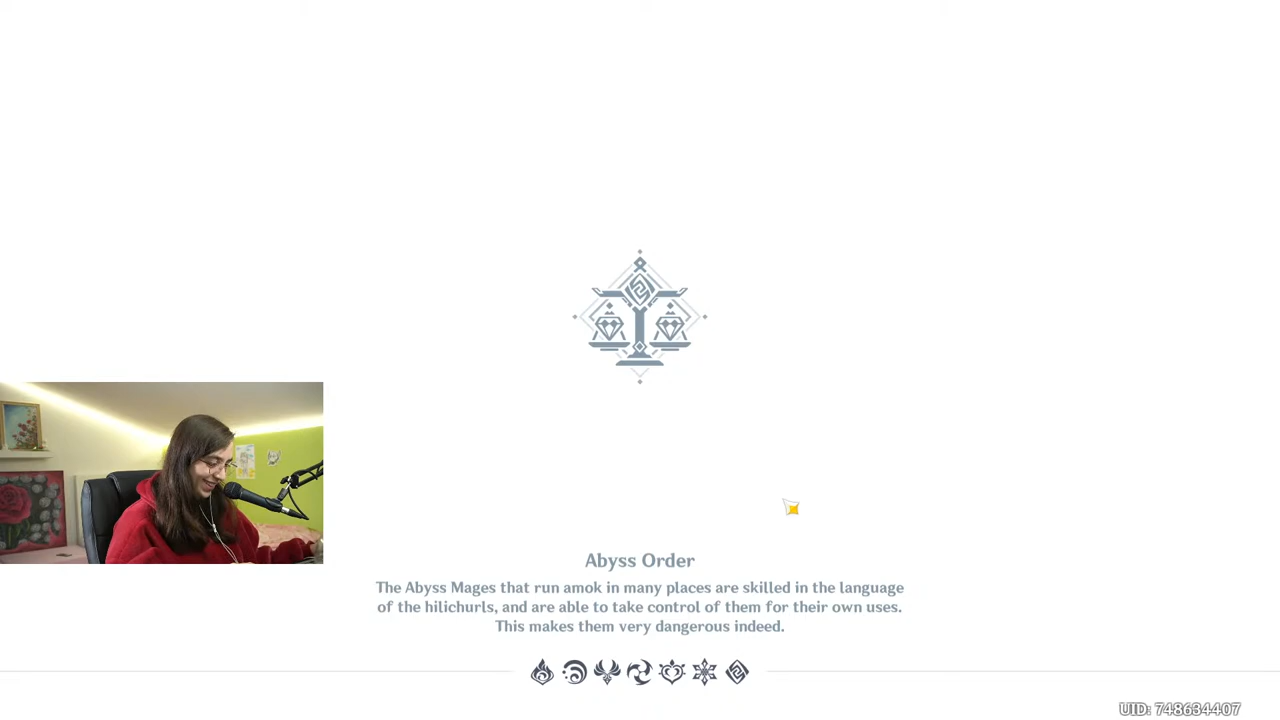 Abyss Order
The Abyss Mages that run amok in many places are skilled in the language
of the hilichurls, and are able to take control of them for their own uses.
This makes them very dangerous indeed.
UID: 748634407